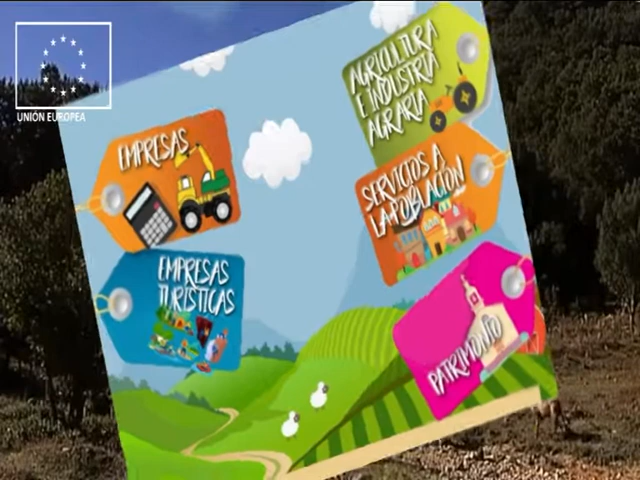 UNIÓN EUROPEA
EMPRESAS
EMPRESAS
TURÍSTICAS
AGRICULTURA
E INDUSTRIA
AGRARIA
SERVICIOS A
LA POBLACIÓN
PATRIMONIO